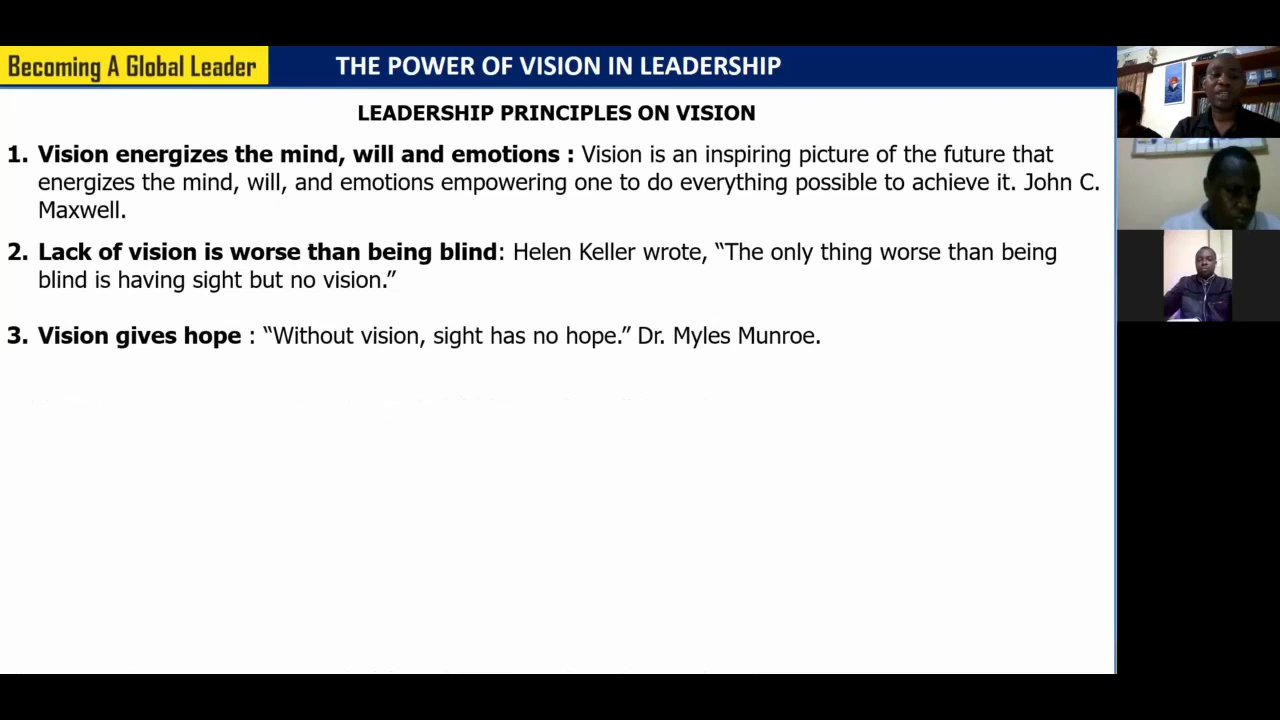 Becoming A Global Leader
THE POWER OF VISION IN LEADERSHIP
LEADERSHIP PRINCIPLES ON VISION
1. Vision energizes the mind, will and emotions : Vision is an inspiring picture of the future that
energizes the mind, will, and emotions empowering one to do everything possible to achieve it. John C.
Maxwell.
2. Lack of vision is worse than being blind: Helen Keller wrote, “The only thing worse than being
blind is having sight but no vision.”
3. Vision gives hope : “Without vision, sight has no hope.” Dr. Myles Munroe.